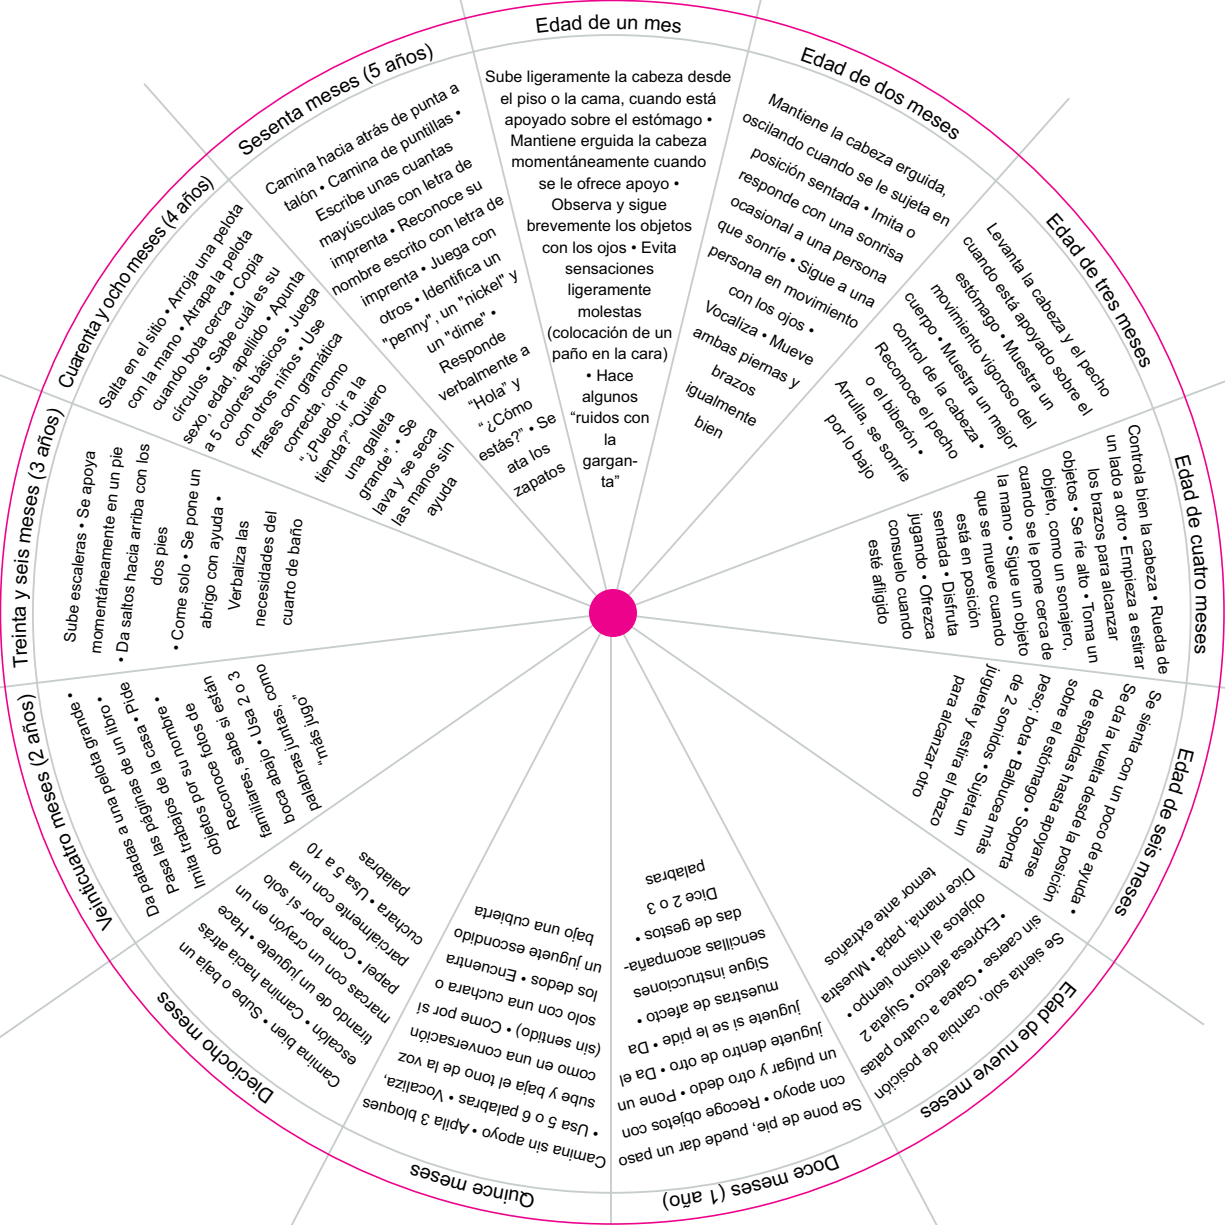 Edad de un mes
Sube ligeramente la cabeza desde
el piso o la cama, cuando está
apoyado sobre el estómago •
Mantiene erguida la cabeza
momentáneamente cuando
se le ofrece apoyo •
Observa y sigue
brevemente los objetos
con los ojos • Evita
sensaciones
ligeramente
molestas
(colocación de un
paño en la cara)
• Hace
algunos
“ruidos con
la
gargan-
ta”
Edad de dos meses
Mantiene la cabeza erguida,
oscilando cuando se le sujeta en
posición sentada • Imita o
responde con una sonrisa
ocasional a una persona
que sonríe • Sigue a una
persona en movimiento
con los ojos •
Vocaliza • Mueve
ambas piernas y
brazos
igualmente
bien
Edad de tres meses
Levanta la cabeza y el pecho
cuando está apoyado sobre el
estómago • Muestra un
movimiento vigoroso del
cuerpo • Muestra un mejor
control de la cabeza •
Reconoce el pecho
o el biberón •
Arrulla, se sonríe
por lo bajo
Edad de cuatro meses
Controla bien la cabeza • Rueda de
un lado a otro • Empieza a estirar
los brazos para alcanzar
objetos • Se ríe alto • Toma un
objeto, como un sonajero,
cuando se le pone cerca de
la mano • Sigue un objeto
que se mueve cuando
está en posición
sentada • Disfruta
jugando • Ofrezca
consuelo cuando
esté afligido
Edad de seis meses
Se sienta con un poco de ayuda •
Se da la vuelta desde la posición
de espaldas hasta apoyarse
sobre el estómago • Soporta
peso; bota • Balbucea más
de 2 sonidos • Sujeta un
juguete y estira el brazo
para alcanzar otro
Edad de nueve meses
Se sienta solo, cambia de posición
sin caerse • Gatea a cuatro patas
• Expresa afecto • Sujeta 2
objetos al mismo tiempo •
Dice mamá, papá • Muestra
temor ante extraños
Doce meses (1 año)
Se pone de pie, puede dar un paso
con apoyo • Recoge objetos con
un pulgar y otro dedo • Pone un
juguete dentro de otro • Da el
juguete si se le pide • Da
muestras de afecto •
Sigue instrucciones
sencillas acompaña-
das de gestos •
Dice 2 o 3
palabras
Quince meses
Camina sin apoyo • Apila 3 bloques
• Usa 5 o 6 palabras • Vocaliza,
sube y baja el tono de la voz
como en una conversación
(sin sentido) • Come por sí
solo con una cuchara o
los dedos • Encuentra
un juguete escondido
bajo una cubierta
Dieciocho meses
Camina bien • Sube o baja un
escalón • Camina hacia atrás
tirando de un juguete • Hace
marcas con un crayón en un
papel • Come por sí solo
parcialmente con una
cuchara • Usa 5 a 10
palabras
Veinticuatro meses (2 años)
Da patadas a una pelota grande •
Pasa las páginas de un libro •
Imita trabajos de la casa • Pide
objetos por su nombre •
Reconoce fotos de
familiares, sabe si están
boca abajo • Usa 2 o 3
palabras juntas, como
“más jugo”
Treinta y seis meses (3 años)
Sube escaleras • Se apoya
momentáneamente en un pie
• Da saltos hacia arriba con los
dos pies
• Come solo • Se pone un
abrigo con ayuda •
Verbaliza las
necesidades del
cuarto de baño
Cuarenta y ocho meses (4 años)
Salta en el sitio • Arroja una pelota
con la mano • Atrapa la pelota
cuando bota cerca • Copia
círculos • Sabe cuál es su
sexo, edad, apellido • Apunta
a 5 colores básicos • Juega
con otros niños • Use
frases con gramática
correcta, como
“¿Puedo ir a la
tienda?” “Quiero
una galleta
grande”. • Se
lava y se seca
las manos sin
ayuda
Sesenta meses (5 años)
Camina hacia atrás de punta a
talón • Camina de puntillas •
Escribe unas cuantas
mayúsculas con letra de
imprenta • Reconoce su
nombre escrito con letra de
imprenta • Juega con
otros • Identifica un
"penny", un "nickel" y
un "dime" •
Responde
verbalmente a
“Hola” y
“¿Cómo
estás?” • Se
ata los
zapatos